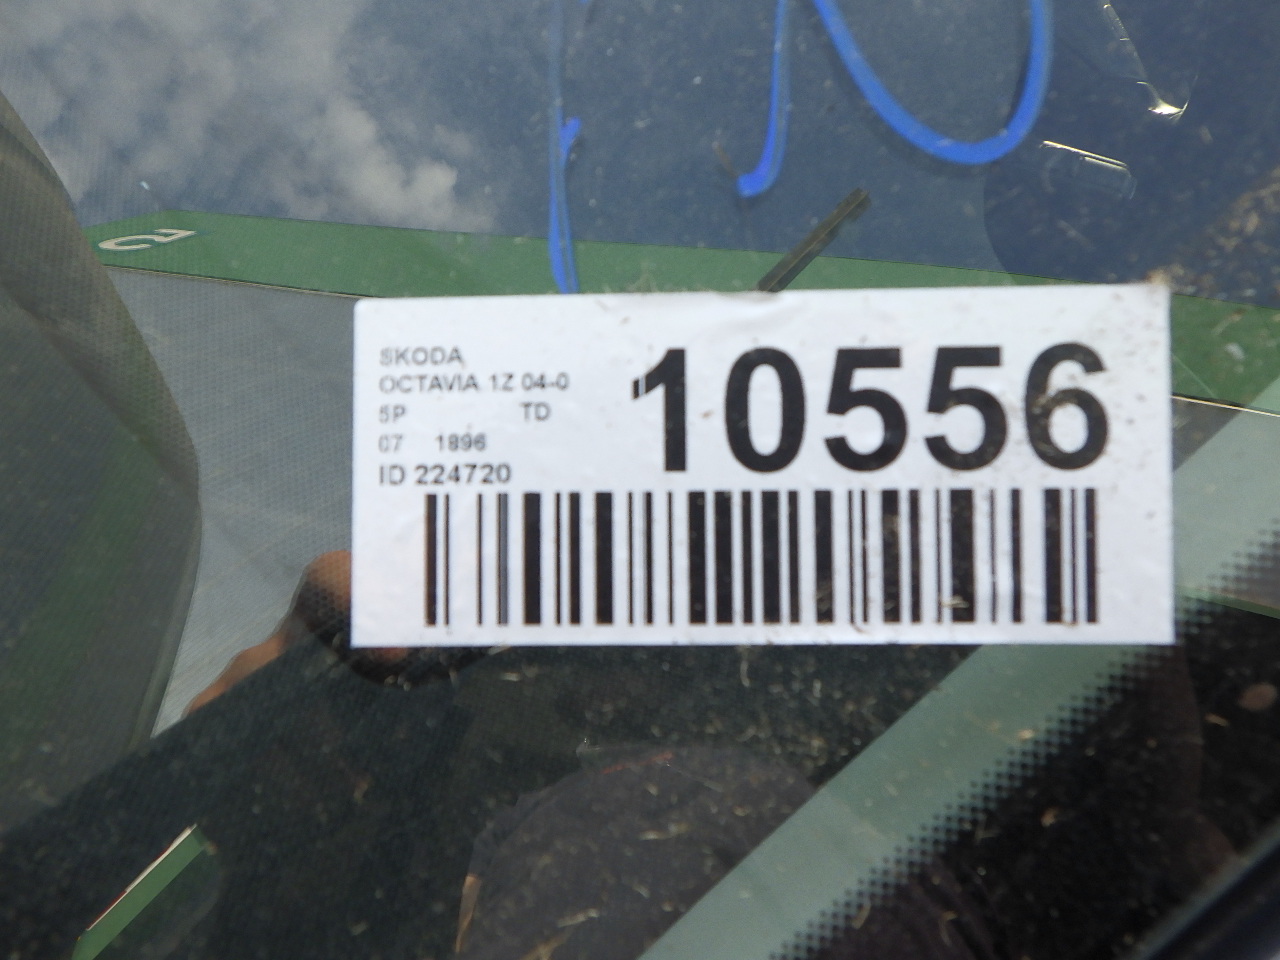 SKODA
OCTAVIA 1Z 04-0
5P TD
07 1896
ID 224720
10556